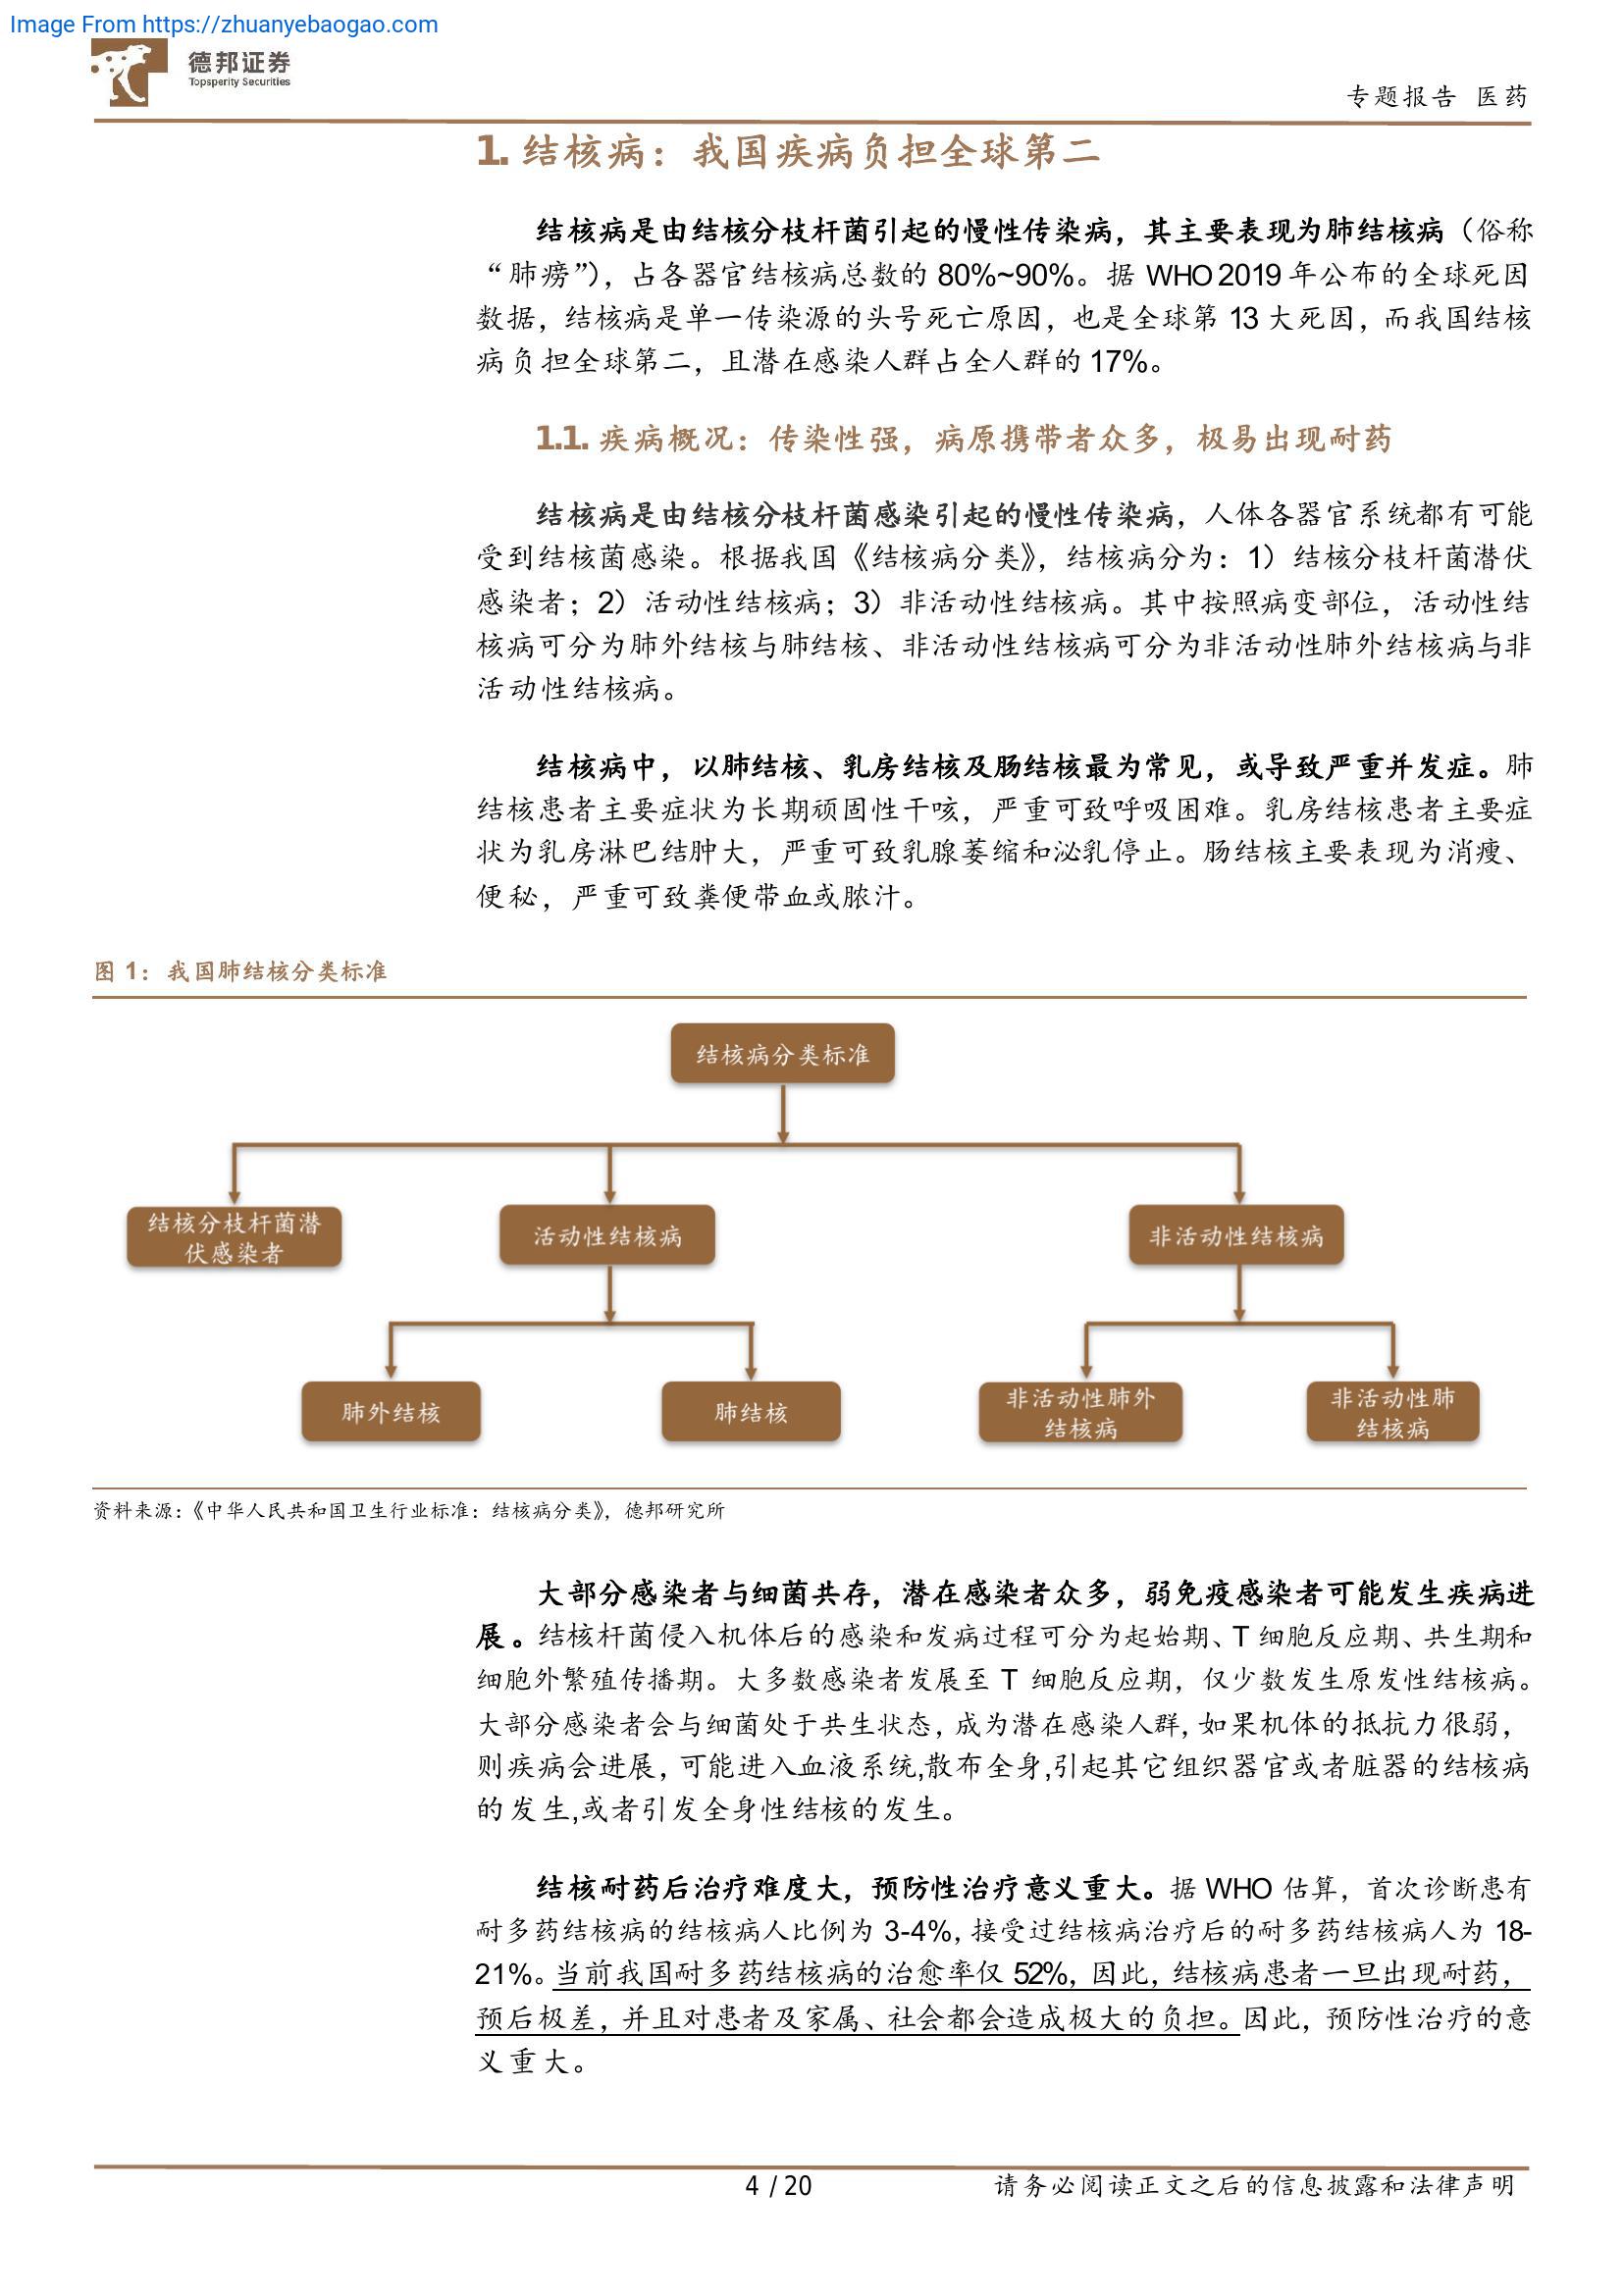 Image From https://zhuanyebaogao.com
德邦证券
Topsperity Securities
专题报告 医药
1. 结核病：我国疾病负担全球第二
结核病是由结核分枝杆菌引起的慢性传染病，其主要表现为肺结核病（俗称
“肺痨”），占各器官结核病总数的 80%~90%。据 WHO 2019 年公布的全球死因
数据，结核病是单一传染源的头号死亡原因，也是全球第 13 大死因，而我国结核
病负担全球第二，且潜在感染人群占全人群的 17%。
1.1. 疾病概况：传染性强，病原携带者众多，极易出现耐药
结核病是由结核分枝杆菌感染引起的慢性传染病，人体各器官系统都有可能
受到结核菌感染。根据我国《结核病分类》，结核病分为：1）结核分枝杆菌潜伏
感染者；2）活动性结核病；3）非活动性结核病。其中按照病变部位，活动性结
核病可分为肺外结核与肺结核、非活动性结核病可分为非活动性肺外结核病与非
活动性结核病。
结核病中，以肺结核、乳房结核及肠结核最为常见，或导致严重并发症。肺
结核患者主要症状为长期顽固性干咳，严重可致呼吸困难。乳房结核患者主要症
状为乳房淋巴结肿大，严重可致乳腺萎缩和泌乳停止。肠结核主要表现为消瘦、
便秘，严重可致粪便带血或脓汁。
图 1：我国肺结核分类标准
结核病分类标准
结核分枝杆菌潜
伏感染者
活动性结核病
非活动性结核病
肺外结核
肺结核
非活动性肺外
结核病
非活动性肺
结核病
资料来源：《中华人民共和国卫生行业标准：结核病分类》，德邦研究所
大部分感染者与细菌共存，潜在感染者众多，弱免疫感染者可能发生疾病进
展。结核杆菌侵入机体后的感染和发病过程可分为起始期、T 细胞反应期、共生期和
细胞外繁殖传播期。大多数感染者发展至 T 细胞反应期，仅少数发生原发性结核病。
大部分感染者会与细菌处于共生状态, 成为潜在感染人群, 如果机体的抵抗力很弱，
则疾病会进展, 可能进入血液系统,散布全身,引起其它组织器官或者脏器的结核病
的发生,或者引发全身性结核的发生。
结核耐药后治疗难度大，预防性治疗意义重大。据 WHO 估算，首次诊断患有
耐多药结核病的结核病人比例为 3-4%, 接受过结核病治疗后的耐多药结核病人为 18-
21%。当前我国耐多药结核病的治愈率仅 52%，因此，结核病患者一旦出现耐药，
预后极差，并且对患者及家属、社会都会造成极大的负担。因此，预防性治疗的意
义重大。
4 / 20
请务必阅读正文之后的信息披露和法律声明